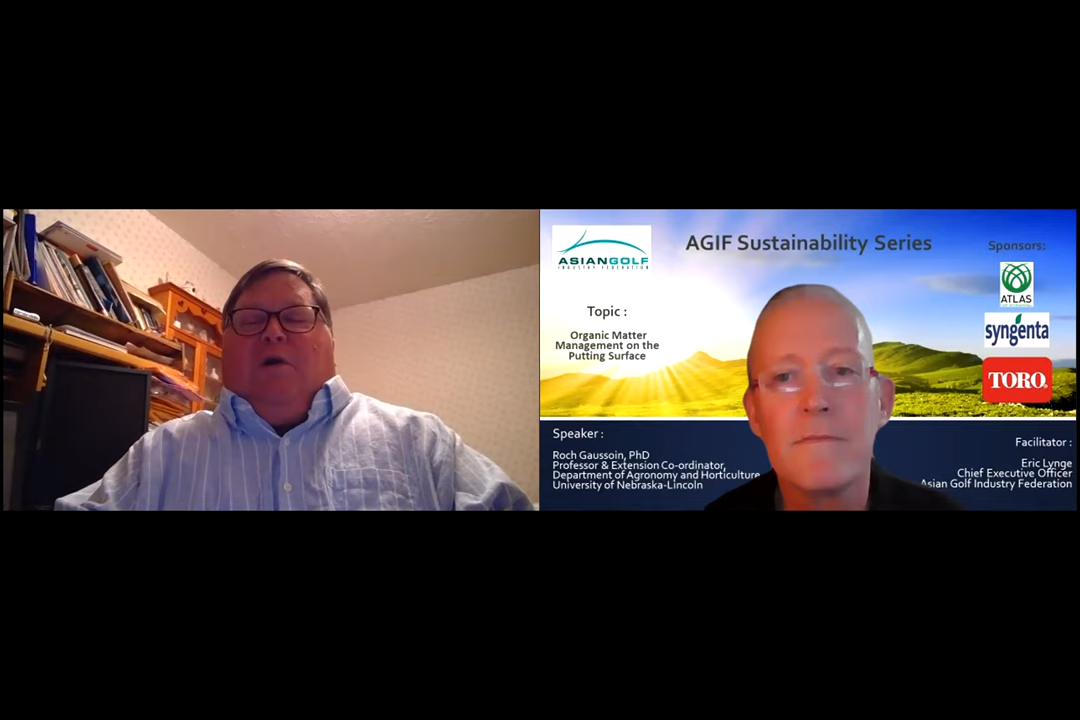 ASIANGOLF
INDUSTRY FEDERATION
AGIF Sustainability Series
Sponsors:
ATLAS
syngenta
TORO
Topic :
Organic Matter
Management on the
Putting Surface
Speaker :
Roch Gaussoin, PhD
Professor & Extension Co-ordinator,
Department of Agronomy and Horticulture
University of Nebraska-Lincoln
Facilitator :
Eric Lynge
Chief Executive Officer
Asian Golf Industry Federation